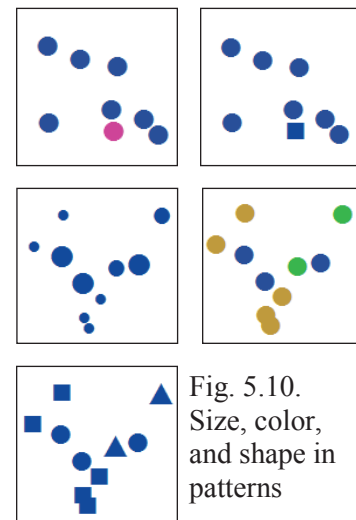 Fig. 5.10.
Size, color,
and shape in
patterns